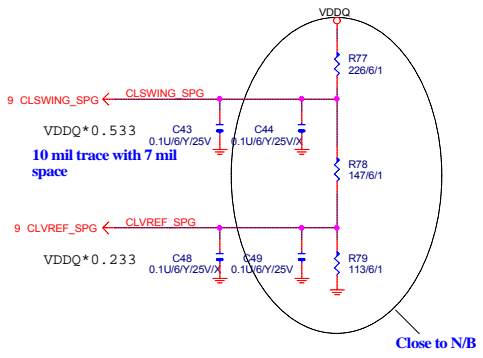 VDDQ
R77
226/6/1
9 CLSWING_SPG
CLSWING_SPG
C43
0.1U/6/Y/25V
C44
0.1U/6/Y/25V/X
VDDQ*0.533
10 mil trace with 7 mil
space
R78
147/6/1
9 CLVREF_SPG
CLVREF_SPG
C48
0.1U/6/Y/25V/X
C49
0.1U/6/Y/25V
VDDQ*0.233
R79
113/6/1
Close to N/B